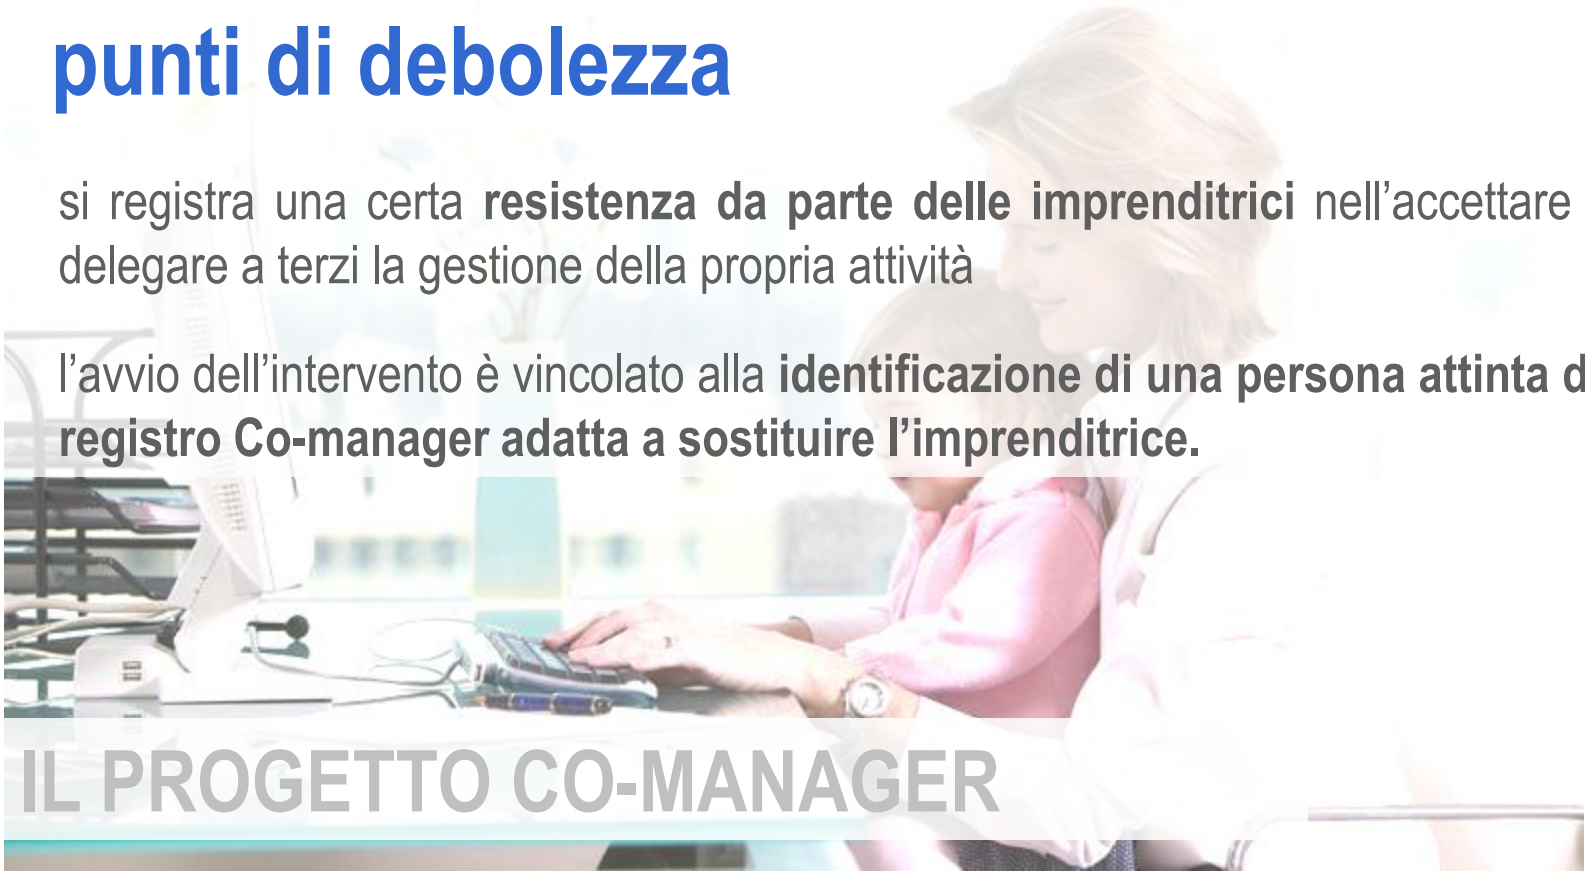 punti di debolezza
si registra una certa resistenza da parte delle imprenditrici nell’accettare
delegare a terzi la gestione della propria attività
l’avvio dell’intervento è vincolato alla identificazione di una persona attinta
registro Co-manager adatta a sostituire l’imprenditrice.
IL PROGETTO CO-MANAGER